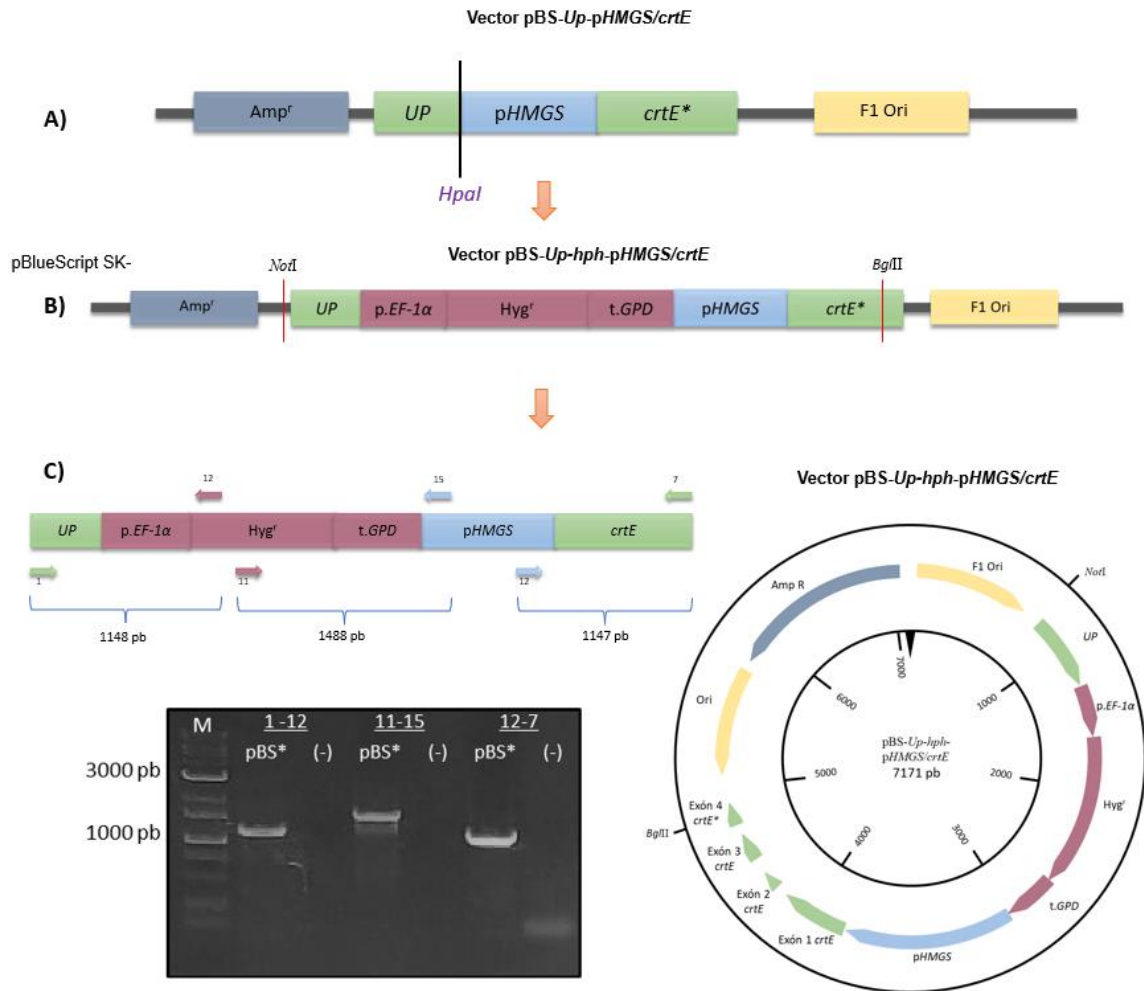 Vector pBS-Up-pHMGS/crtE
A)
Ampʳ
UP
pHMGS
crtE*
F1 Ori
HpaI
pBlueScript SK-
Vector pBS-Up-hph-pHMGS/crtE
NotI
BglII
B)
Ampʳ
UP
p.EF-1α
Hygʳ
t.GPD
pHMGS
crtE*
F1 Ori
C)
12
15
7
UP
p.EF-1α
Hygʳ
t.GPD
pHMGS
crtE
1
11
12
1148 pb
1488 pb
1147 pb
M
1 -12
11-15
12-7
pBS*
(-)
pBS*
(-)
pBS*
(-)
3000 pb
1000 pb
Vector pBS-Up-hph-pHMGS/crtE
F1 Ori
NotI
UP
p.EF-1α
Hygʳ
t.GPD
pHMGS
Exón 1 crtE
Exón 2
crtE
Exón 3
crtE
Exón 4
crtE*
BglII
Ori
Amp R
7000
1000
2000
3000
4000
5000
6000
pBS-Up-hph-
pHMGS/crtE
7171 pb